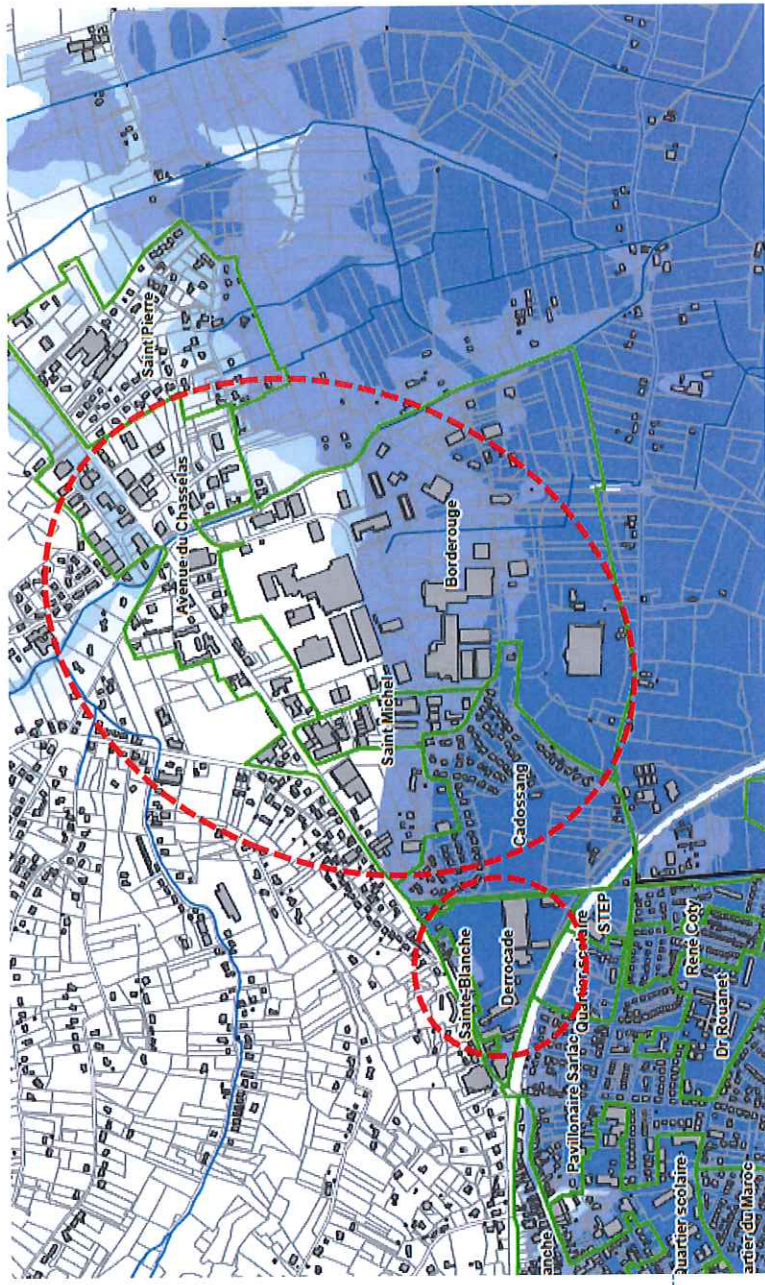 Saint Pierre
Avenue du Chasselas
Borderouge
Saint Michel
Cadossang
Sainte-Blanche
Derrocade
STEP
Quartier scolaire
Pavillonaire Sarlac
René Coty
Dr Rouanet
anche
Quartier scolaire
artier du Maroc